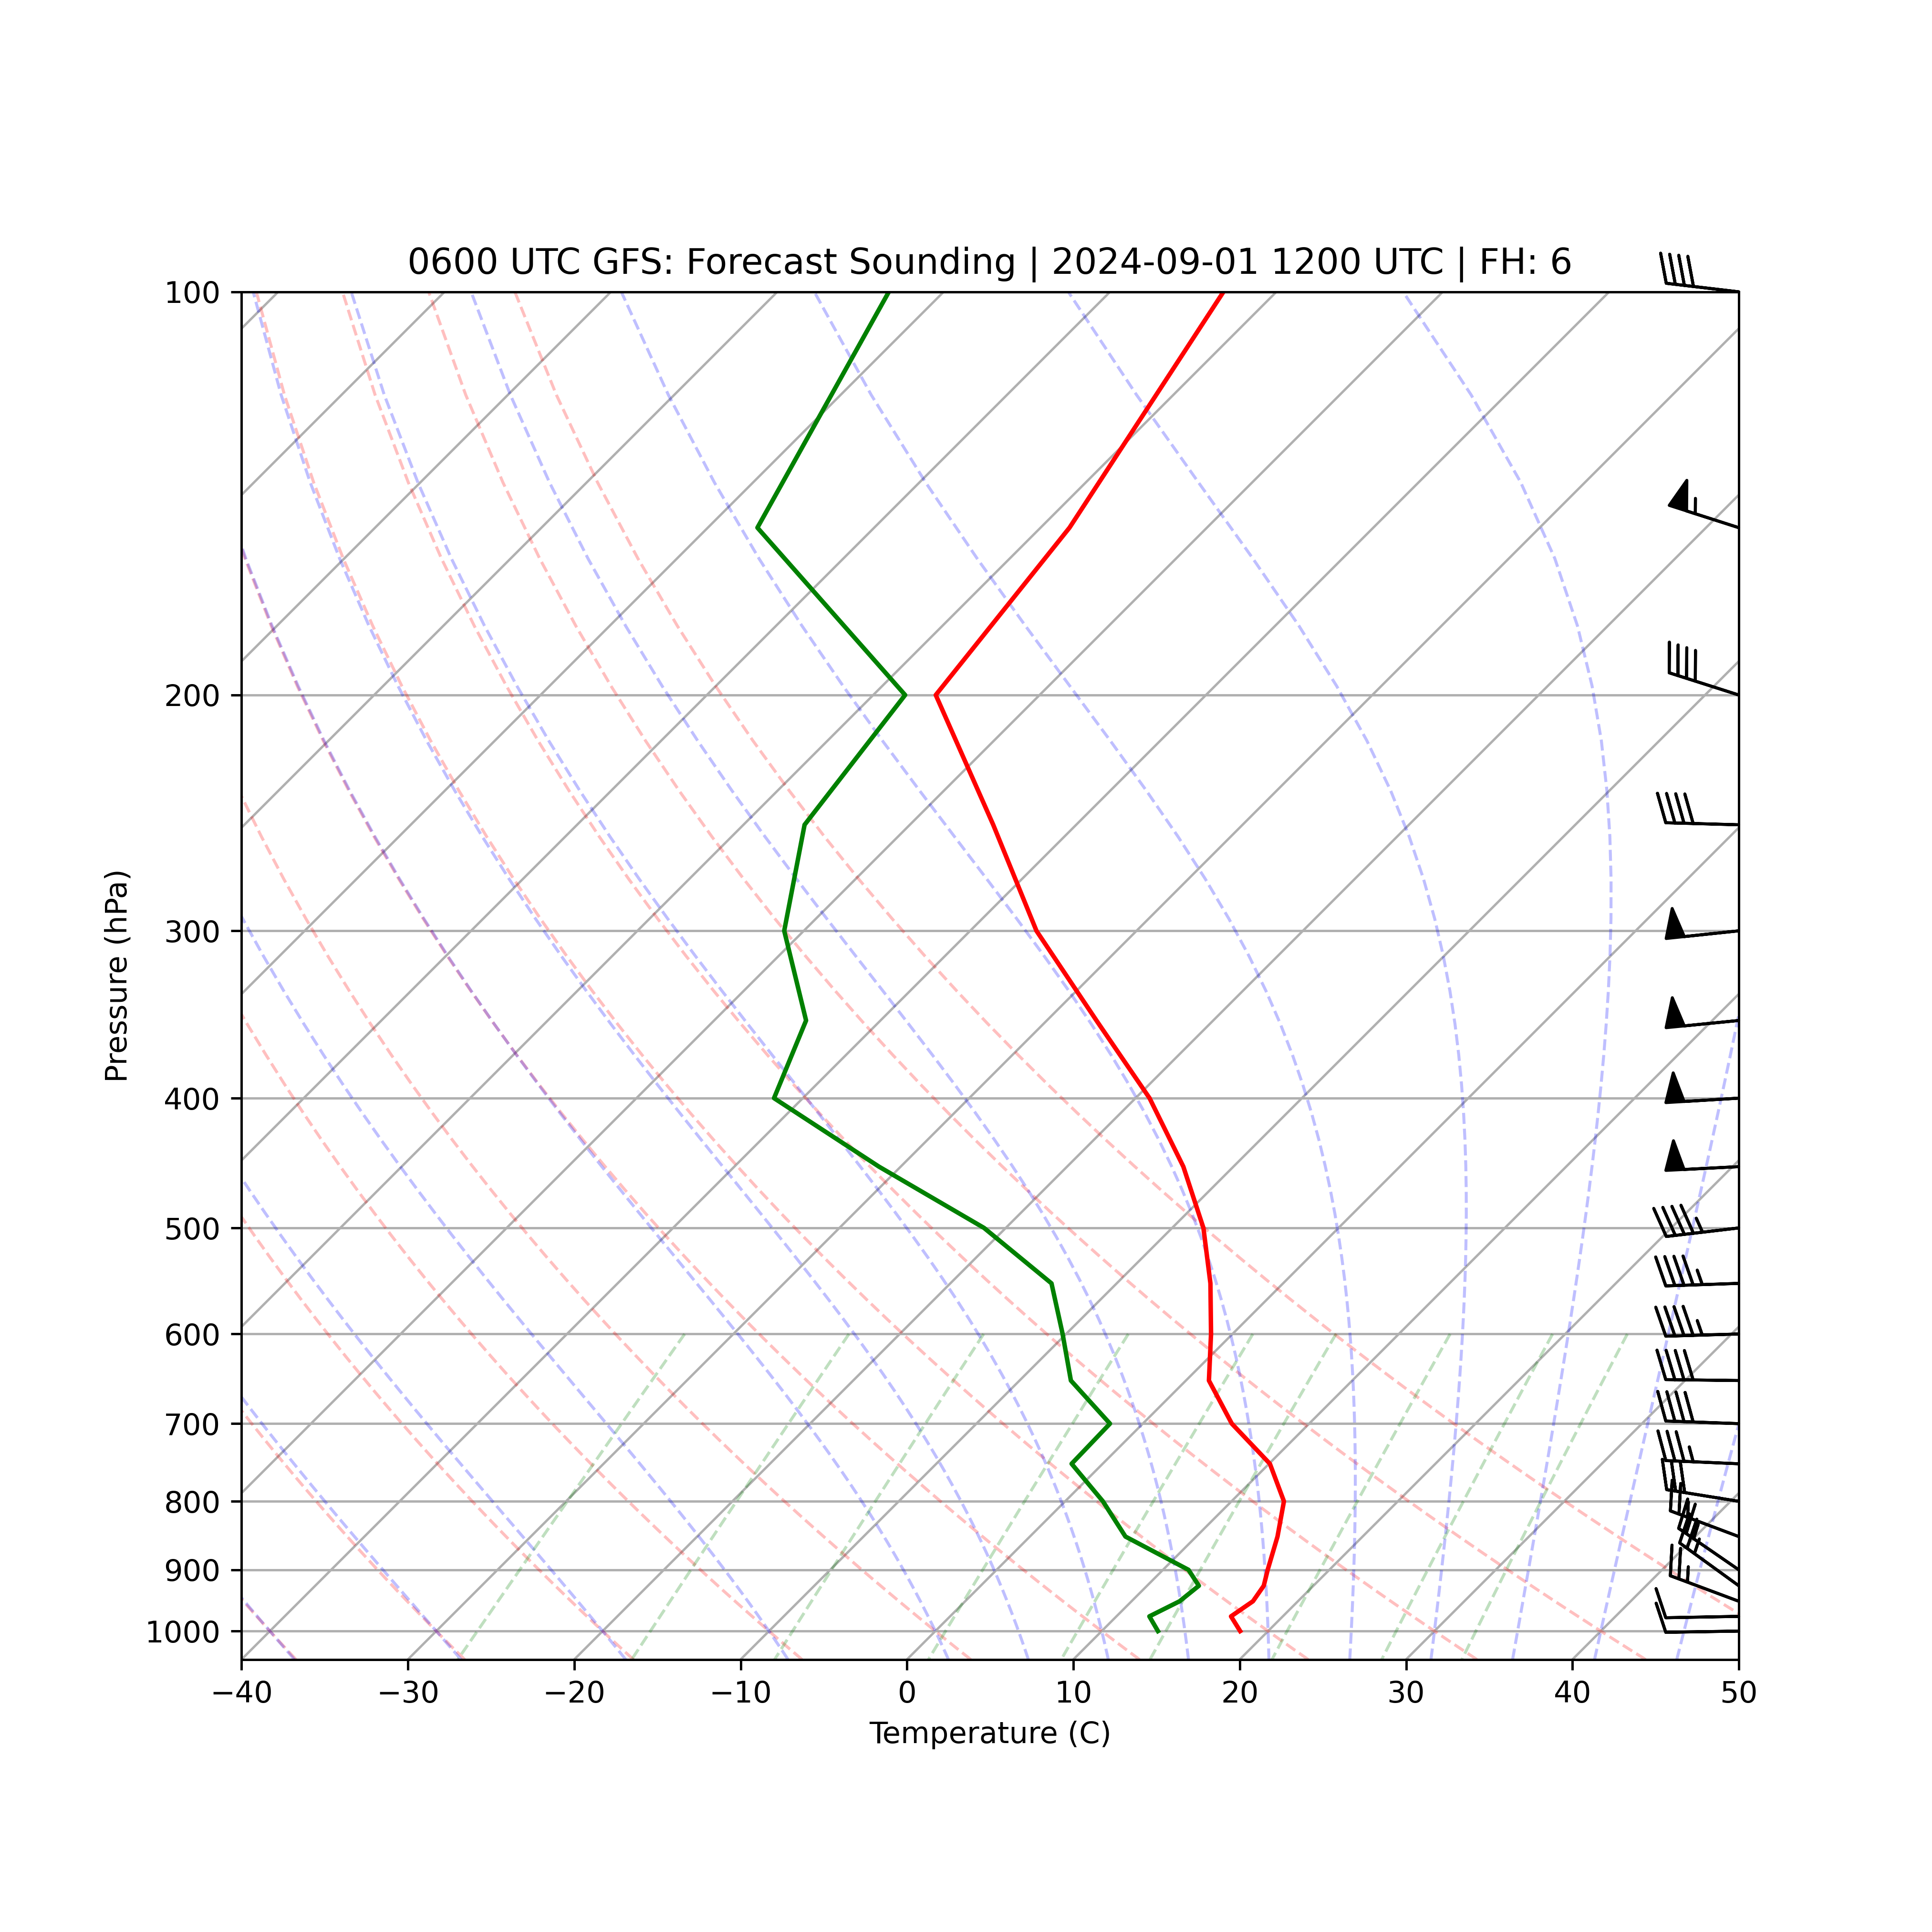 0600 UTC GFS: Forecast Sounding | 2024-09-01 1200 UTC | FH: 6
100
200
300
400
500
600
700
800
900
1000
Pressure (hPa)
−40 −30 −20 −10 0 10 20 30 40 50
Temperature (C)